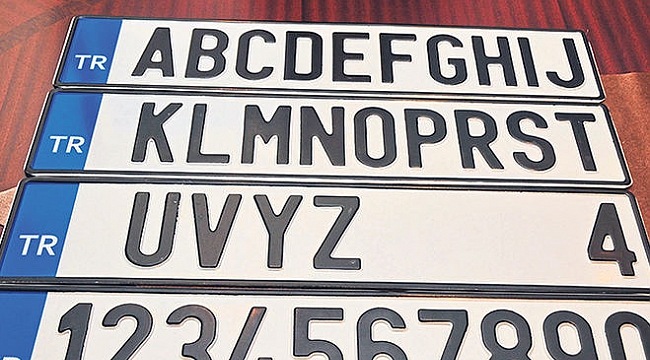 TR ABCDEFGHIJ
TR KLMNOPRST
TR UVYZ 4
1234567890